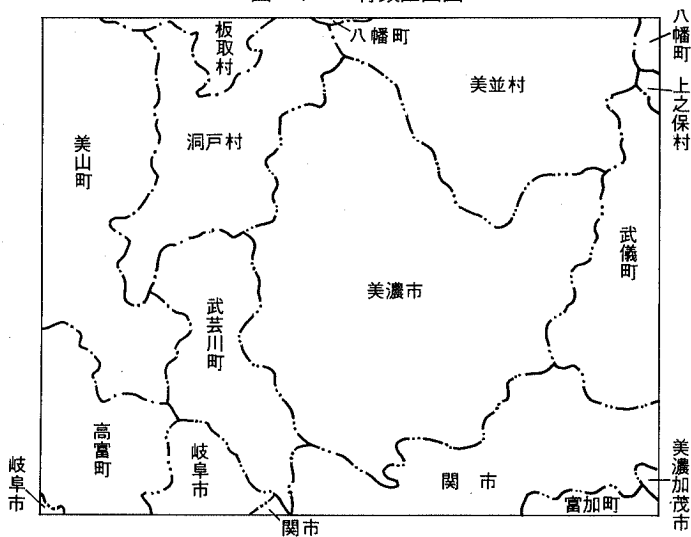 八幡町
板取村
八幡町
美並村
上之保村
洞戸村
美山町
武儀町
美濃市
武芸川町
高富町
岐阜市
岐阜市
関市
関市
富加町
美濃加茂市